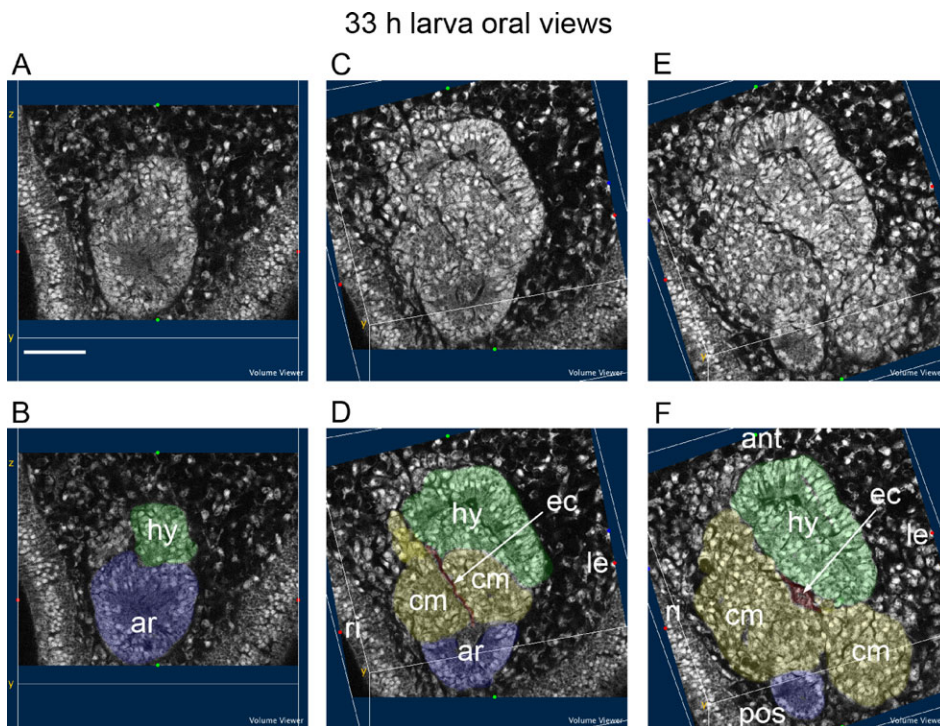 33 h larva oral views
A
C
E
z
y
Volume Viewer
y
Volume Viewer
y
Volume Viewer
B
D
F
z
hy
ar
y
Volume Viewer
hy
ec
le
cm
cm
ri
ar
y
Volume Viewer
ant
ec
hy
le
ri
cm
cm
pos
y
Volume Viewer